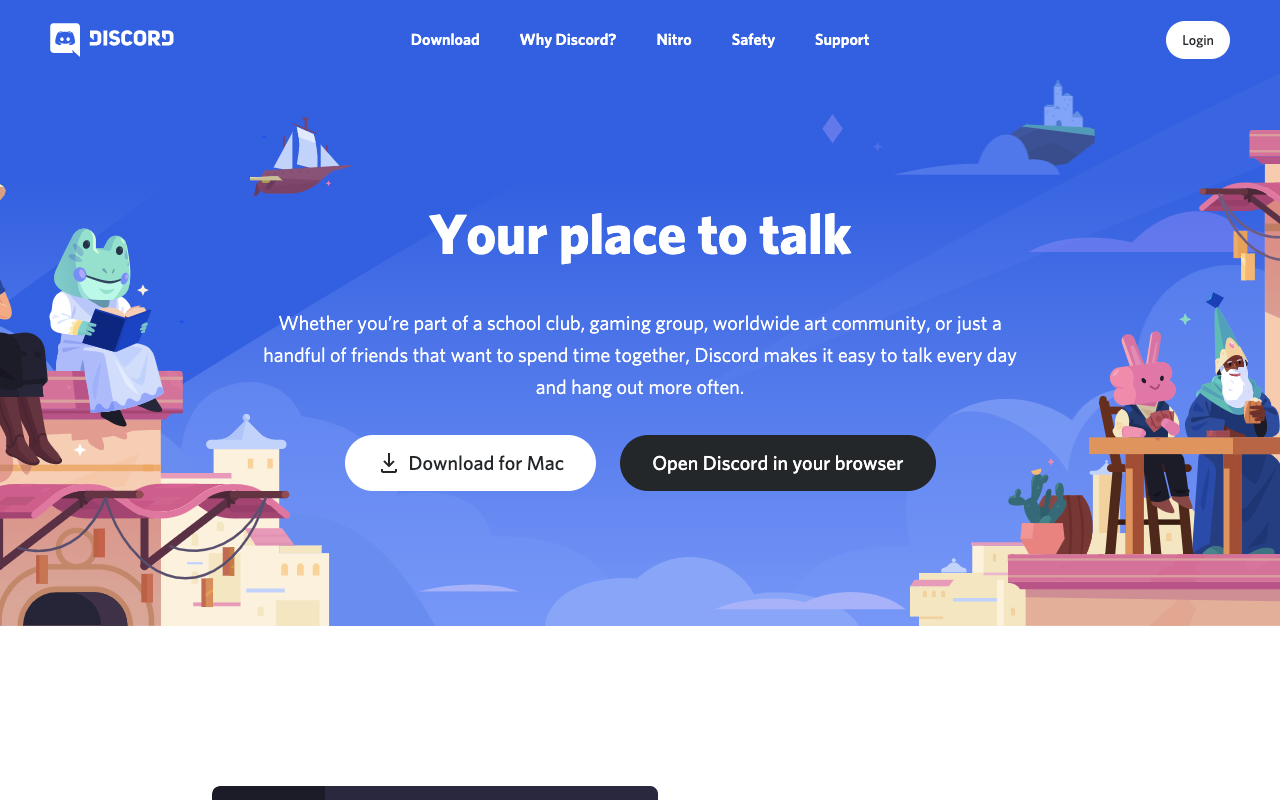 DISCORD
Download Why Discord? Nitro Safety Support
Login
Your place to talk
Whether you’re part of a school club, gaming group, worldwide art community, or just a
handful of friends that want to spend time together, Discord makes it easy to talk every day
and hang out more often.
Download for Mac
Open Discord in your browser